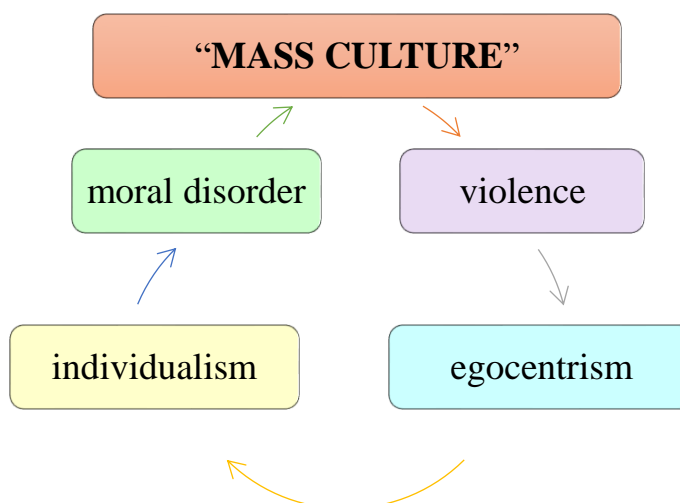 “MASS CULTURE”
moral disorder
violence
individualism
egocentrism